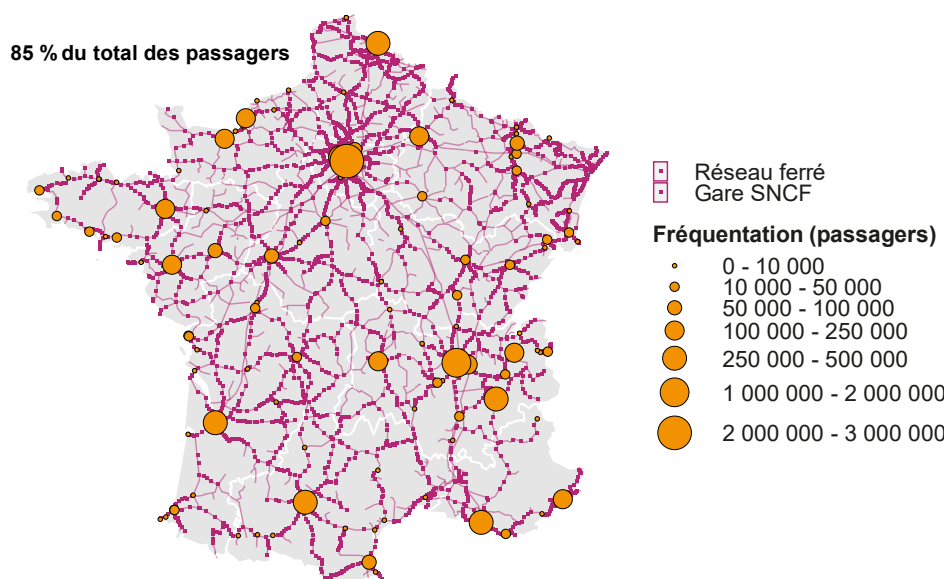 85 % du total des passagers
Réseau ferré
Gare SNCF
Fréquentation (passagers)
0 - 10 000
10 000 - 50 000
50 000 - 100 000
100 000 - 250 000
250 000 - 500 000
1 000 000 - 2 000 000
2 000 000 - 3 000 000